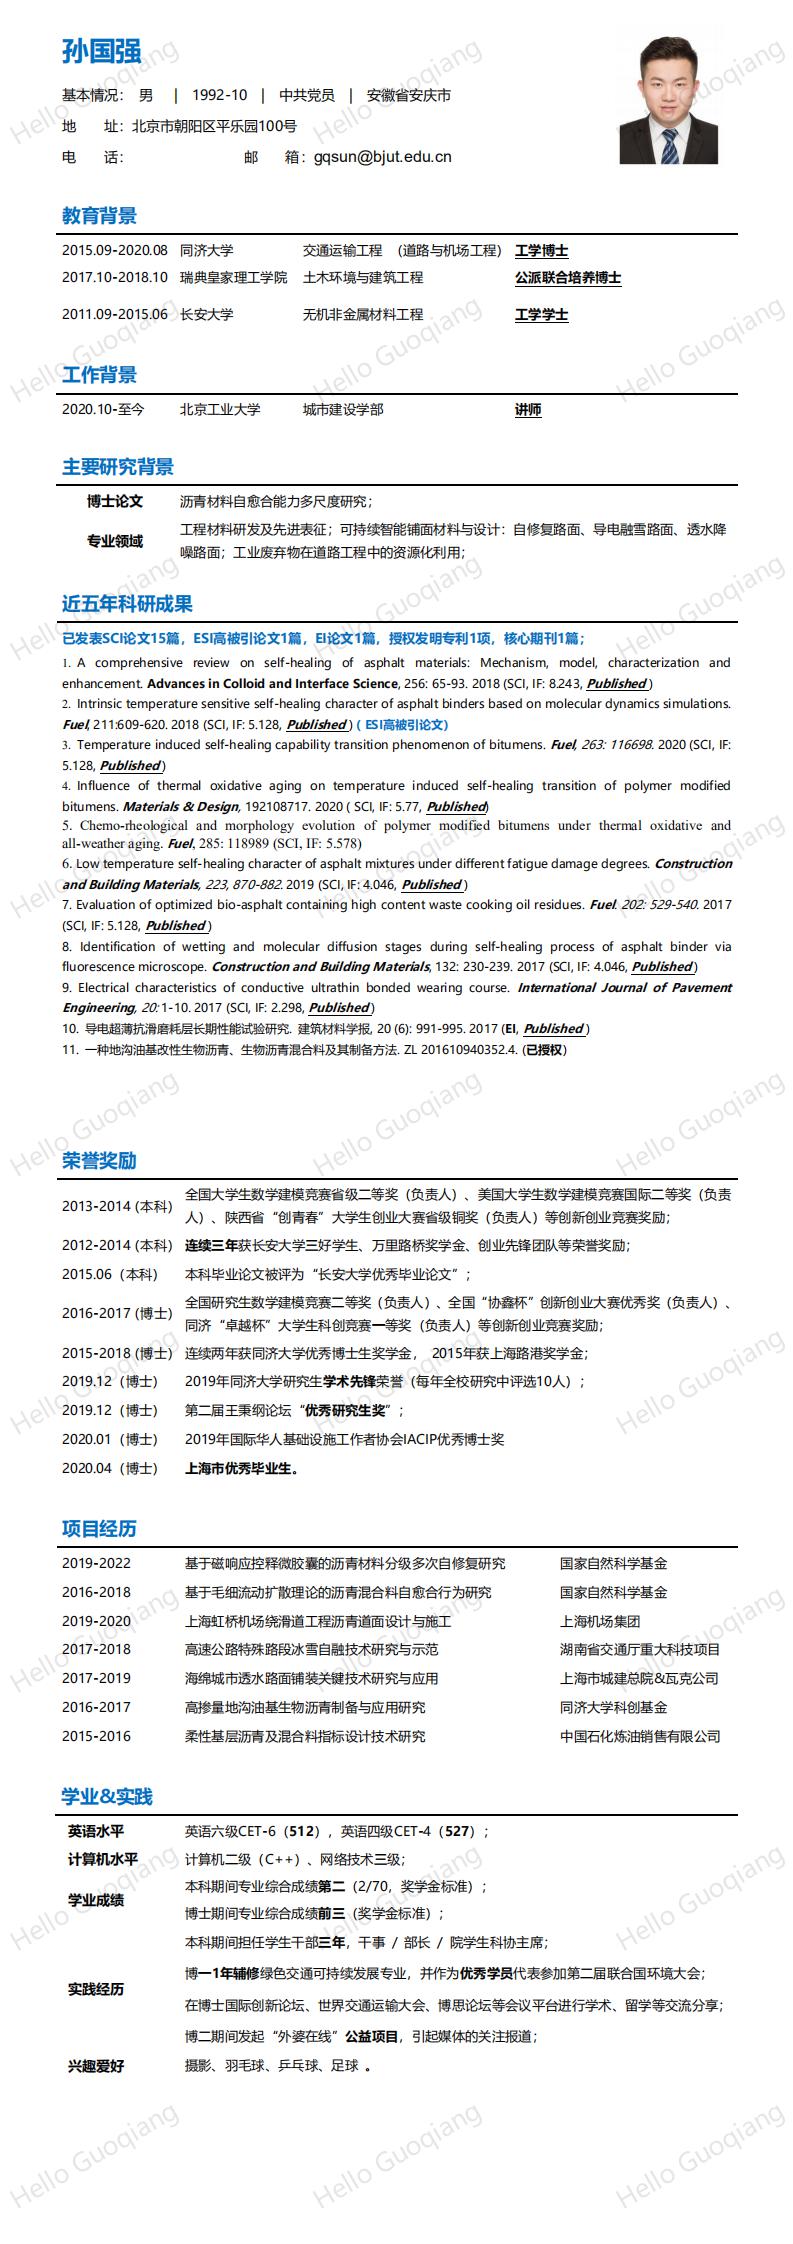 孙国强
基本情况： 男 | 1992-10 | 中共党员 | 安徽省安庆市
地 址：北京市朝阳区平乐园100号
电 话： 邮 箱：gqsun@bjut.edu.cn
教育背景
2015.09-2020.08 同济大学 交通运输工程 （道路与机场工程） 工学博士
2017.10-2018.10 瑞典皇家理工学院 土木环境与建筑工程 公派联合培养博士
2011.09-2015.06 长安大学 无机非金属材料工程 工学学士
工作背景
2020.10-至今 北京工业大学 城市建设学部 讲师
主要研究背景
博士论文 沥青材料自愈合能力多尺度研究；
专业领域 工程材料研发及先进表征；可持续智能铺面材料与设计：自修复路面、导电融雪路面、透水降
噪路面；工业废弃物在道路工程中的资源化利用；
近五年科研成果
已发表SCI论文15篇，ESI高被引论文1篇，EI论文1篇，授权发明专利1项，核心期刊1篇；
1. A comprehensive review on self-healing of asphalt materials: Mechanism, model, characterization and
enhancement. Advances in Colloid and Interface Science, 256: 65-93. 2018 (SCI, IF: 8.243, Published )
2. Intrinsic temperature sensitive self-healing character of asphalt binders based on molecular dynamics simulations.
Fuel, 211:609-620. 2018 (SCI, IF: 5.128, Published ) ( ESI高被引论文)
3. Temperature induced self-healing capability transition phenomenon of bitumens. Fuel, 263: 116698. 2020 (SCI, IF:
5.128, Published )
4. Influence of thermal oxidative aging on temperature induced self-healing transition of polymer modified
bitumens. Materials & Design, 192108717. 2020 ( SCI, IF: 5.77, Published)
5. Chemo-rheological and morphology evolution of polymer modified bitumens under thermal oxidative and
all-weather aging. Fuel, 285: 118989 (SCI, IF: 5.578)
6. Low temperature self-healing character of asphalt mixtures under different fatigue damage degrees. Construction
and Building Materials, 223, 870-882. 2019 (SCI, IF: 4.046, Published )
7. Evaluation of optimized bio-asphalt containing high content waste cooking oil residues. Fuel. 202: 529-540. 2017
(SCI, IF: 5.128, Published )
8. Identification of wetting and molecular diffusion stages during self-healing process of asphalt binder via
fluorescence microscope. Construction and Building Materials, 132: 230-239. 2017 (SCI, IF: 4.046, Published )
9. Electrical characteristics of conductive ultrathin bonded wearing course. International Journal of Pavement
Engineering, 20: 1-10. 2017 (SCI, IF: 2.298, Published )
10. 导电超薄抗滑磨耗层长期性能试验研究. 建筑材料学报, 20 (6): 991-995. 2017 (EI, Published )
11. 一种地沟油基改性生物沥青、生物沥青混合料及其制备方法. ZL 201610940352.4. (已授权)
荣誉奖励
2013-2014 (本科) 全国大学生数学建模竞赛省级二等奖（负责人）、美国大学生数学建模竞赛国际二等奖（负责
人）、陕西省“创青春”大学生创业大赛省级铜奖（负责人）等创新创业竞赛奖励；
2012-2014 (本科) 连续三年获长安大学三好学生、万里路桥奖学金、创业先锋团队等荣誉奖励；
2015.06（本科） 本科毕业论文被评为“长安大学优秀毕业论文”；
2016-2017 (博士) 全国研究生数学建模竞赛二等奖（负责人）、全国“协鑫杯”创新创业大赛优秀奖（负责人）、
同济“卓越杯”大学生科创竞赛一等奖（负责人）等创新创业竞赛奖励；
2015-2018 (博士) 连续两年获同济大学优秀博士生奖学金， 2015年获上海路港奖学金；
2019.12（博士） 2019年同济大学研究生学术先锋荣誉（每年全校研究中评选10人）；
2019.12（博士） 第二届王秉纲论坛“优秀研究生奖”；
2020.01（博士） 2019年国际华人基础设施工作者协会IACIP优秀博士奖
2020.04（博士） 上海市优秀毕业生。
项目经历
2019-2022 基于磁响应控释微胶囊的沥青材料分级多次自修复研究 国家自然科学基金
2016-2018 基于毛细流动扩散理论的沥青混合料自愈合行为研究 国家自然科学基金
2019-2020 上海虹桥机场绕滑道工程沥青道面设计与施工 上海机场集团
2017-2018 高速公路特殊路段冰雪自融技术研究与示范 湖南省交通厅重大科技项目
2017-2019 海绵城市透水路面铺装关键技术研究与应用 上海市城建总院&瓦克公司
2016-2017 高掺量地沟油基生物沥青制备与应用研究 同济大学科创基金
2015-2016 柔性基层沥青及混合料指标设计技术研究 中国石化炼油销售有限公司
学业&实践
英语水平 英语六级CET-6（512），英语四级CET-4（527）；
计算机水平 计算机二级（C++）、网络技术三级；
学业成绩 本科期间专业综合成绩第二（2/70，奖学金标准）；
博士期间专业综合成绩前三（奖学金标准）；
实践经历 本科期间担任学生干部三年，干事 / 部长 / 院学生科协主席；
博一1年辅修绿色交通可持续发展专业，并作为优秀学员代表参加第二届联合国环境大会；
在博士国际创新论坛、世界交通运输大会、博思论坛等会议平台进行学术、留学等交流分享；
博二期间发起“外婆在线”公益项目，引起媒体的关注报道；
兴趣爱好 摄影、羽毛球、乒乓球、足球 。
Hello Guoqiang